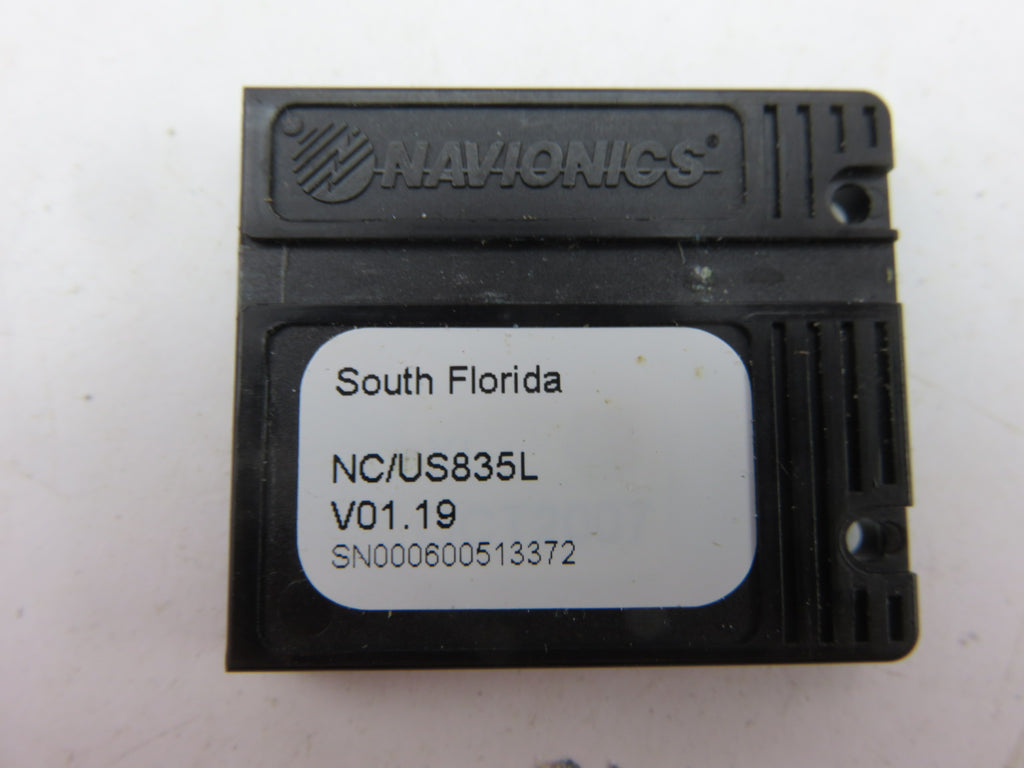 NAVIONICS®
South Florida
NC/US835L
V01.19
SN000600513372